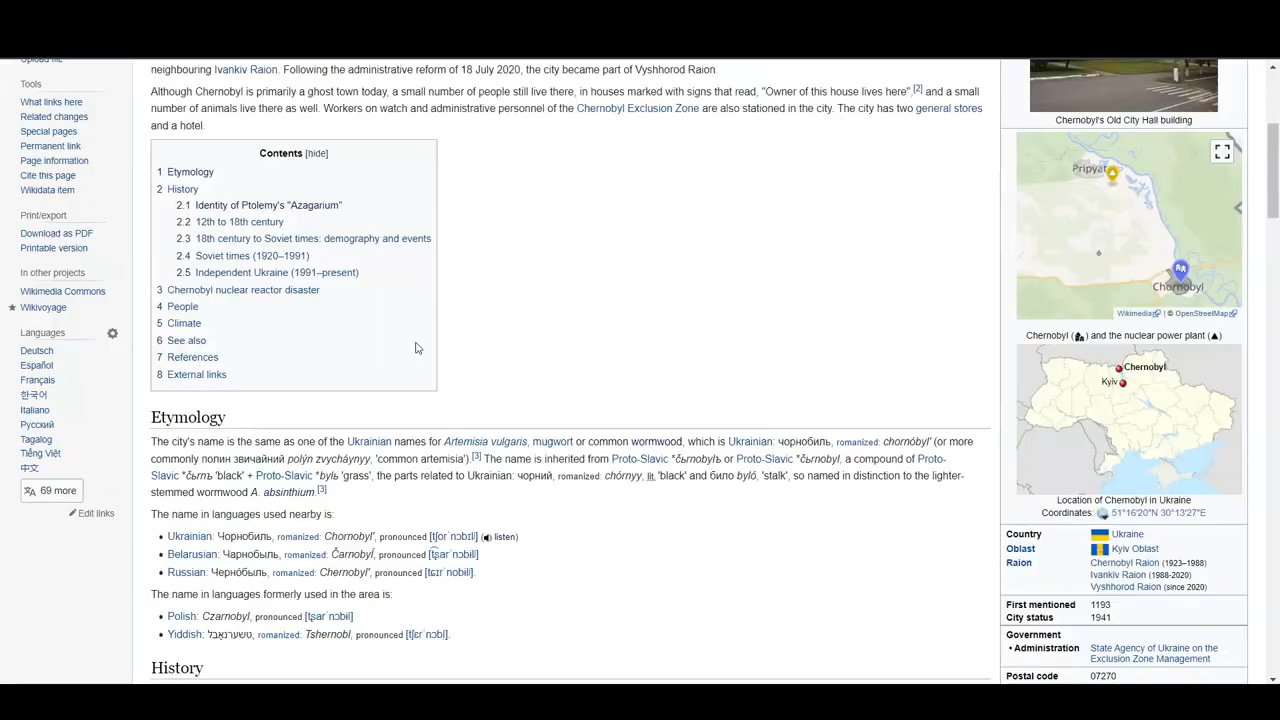 Upload file
Tools
What links here
Related changes
Special pages
Permanent link
Page information
Cite this page
Wikidata item
Print/export
Download as PDF
Printable version
In other projects
Wikimedia Commons
Wikivoyage
Languages
Deutsch
Español
Français
한국어
Italiano
Русский
Tagalog
Tiếng Việt
中文
69 more
Edit links
neighbouring Ivankiv Raion. Following the administrative reform of 18 July 2020, the city became part of Vyshhorod Raion.
Although Chernobyl is primarily a ghost town today, a small number of people still live there, in houses marked with signs that read, "Owner of this house lives here",[2] and a small
number of animals live there as well. Workers on watch and administrative personnel of the Chernobyl Exclusion Zone are also stationed in the city. The city has two general stores
and a hotel.
Contents [hide]
1 Etymology
2 History
2.1 Identity of Ptolemy's "Azagarium"
2.2 12th to 18th century
2.3 18th century to Soviet times: demography and events
2.4 Soviet times (1920–1991)
2.5 Independent Ukraine (1991–present)
3 Chernobyl nuclear reactor disaster
4 People
5 Climate
6 See also
7 References
8 External links
Etymology
The city's name is the same as one of the Ukrainian names for Artemisia vulgaris, mugwort or common wormwood, which is Ukrainian: чорнобиль, romanized: chornóbyl' (or more
commonly полин звичайний polýn zvycháynyy, 'common artemisia').[3] The name is inherited from Proto-Slavic *čьrnobylъ or Proto-Slavic *čьrnobyl, a compound of Proto-
Slavic *čьrnъ 'black' + Proto-Slavic *bylь 'grass', the parts related to Ukrainian: чорний, romanized: chórnyy, lit. 'black' and било byló, 'stalk', so named in distinction to the lighter-
stemmed wormwood A. absinthium.[3]
The name in languages used nearby is:
• Ukrainian: Чорнобиль, romanized: Chornobyl', pronounced [tʃorˈnɔbɪlʲ] (listen)
• Belarusian: Чарнобыль, romanized: Čarnobyĺ, pronounced [t͡ʂarˈnɔbɨlʲ]
• Russian: Черно́быль, romanized: Chernobyl', pronounced [tɕɪrˈnobɨlʲ].
The name in languages formerly used in the area is:
• Polish: Czarnobyl, pronounced [tʂarˈnɔbɨl]
• Yiddish: טשערנאָבל, romanized: Tshernobl, pronounced [tʃɛrˈnɔbl].
History
Chernobyl's Old City Hall building
Pripyat
Chornobyl
Wikimedia | © OpenStreetMap
Chernobyl ( ) and the nuclear power plant (▲)
Chernobyl
Kyiv
Location of Chernobyl in Ukraine
Coordinates: 51°16′20″N 30°13′27″E
Country Ukraine
Oblast Kyiv Oblast
Raion Chernobyl Raion (1923–1988)
Ivankiv Raion (1988-2020)
Vyshhorod Raion (since 2020)
First mentioned 1193
City status 1941
Government
• Administration State Agency of Ukraine on the
Exclusion Zone Management
Postal code 07270